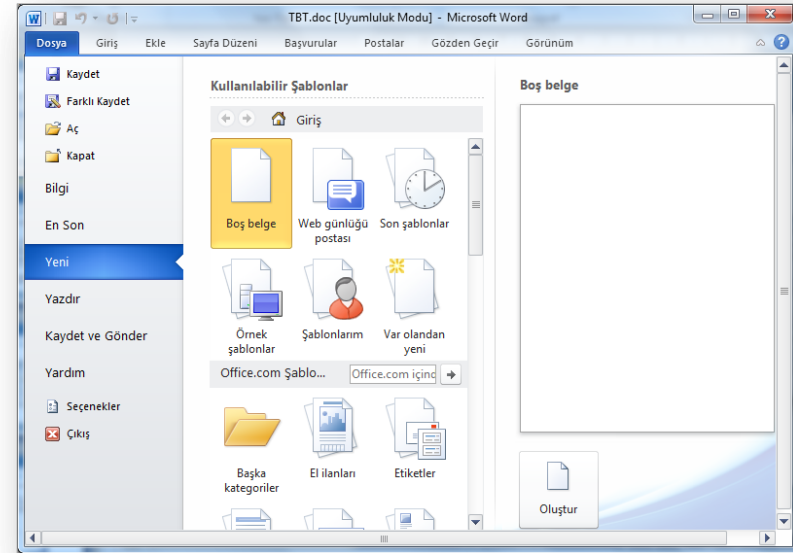 TBT.doc [Uyumluluk Modu] - Microsoft Word
Dosya Giriş Ekle Sayfa Düzeni Başvurular Postalar Gözden Geçir Görünüm
Kaydet
Farklı Kaydet
Aç
Kapat
Bilgi
En Son
Yeni
Yazdır
Kaydet ve Gönder
Yardım
Seçenekler
Çıkış
Kullanılabilir Şablonlar
Giriş
Boş belge
Web günlüğü
postası
Son şablonlar
Örnek
şablonlar
Şablonlarım
Var olandan
yeni
Office.com Şablo...
Office.com içind
Başka
kategoriler
El ilanları
Etiketler
Boş belge
Oluştur